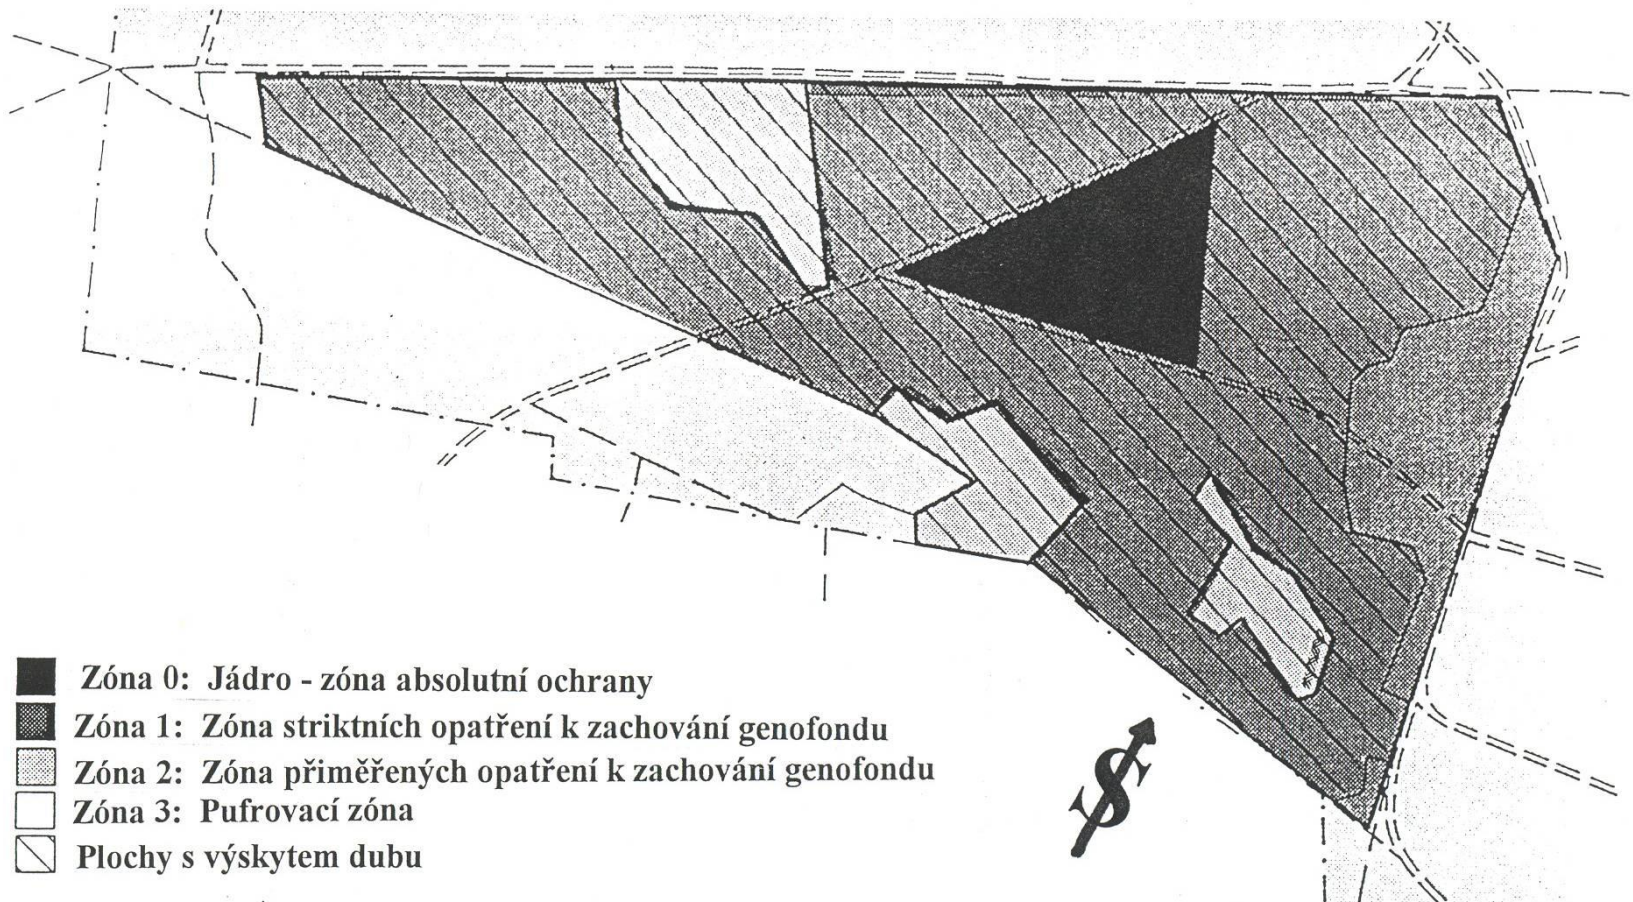 Zóna 0: Jádro - zóna absolutní ochrany
Zóna 1: Zóna striktních opatření k zachování genofondu
Zóna 2: Zóna přiměřených opatření k zachování genofondu
Zóna 3: Pufrovací zóna
Plochy s výskytem dubu
S